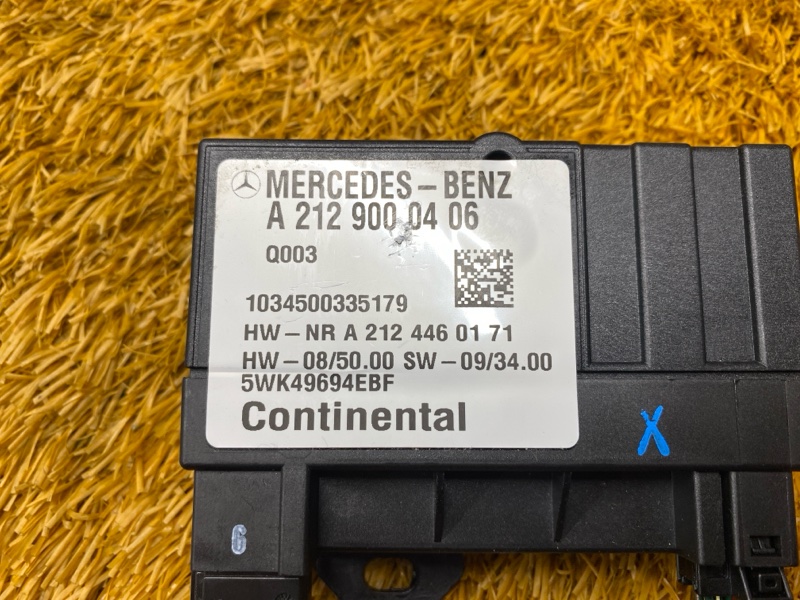 MERCEDES-BENZ
A 212 900 04 06
Q003
1034500335179
HW-NR A 212 446 01 71
HW-08/50.00 SW-09/34.00
5WK49694EBF
Continental
X
6